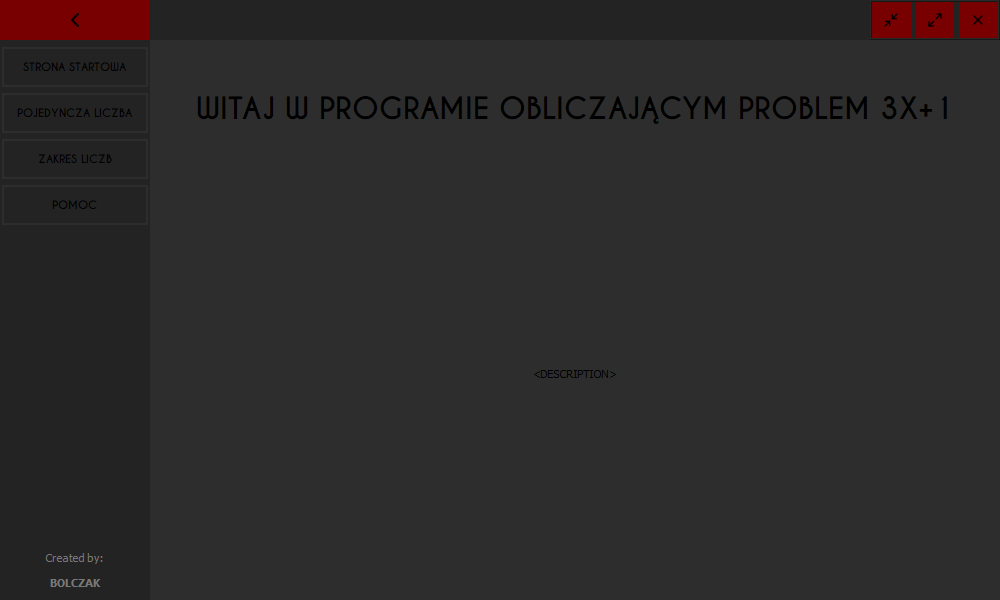 STRONA STARTOWA
POJEDYNCZA LICZBA
ZAKRES LICZB
POMOC
WITAJ W PROGRAMIE OBLICZAJĄCYM PROBLEM 3X+1
<DESCRIPTION>
Created by:
BOLCZAK